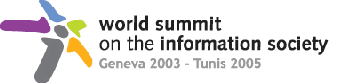 world summit
on the information society
Geneva 2003 – Tunis 2005